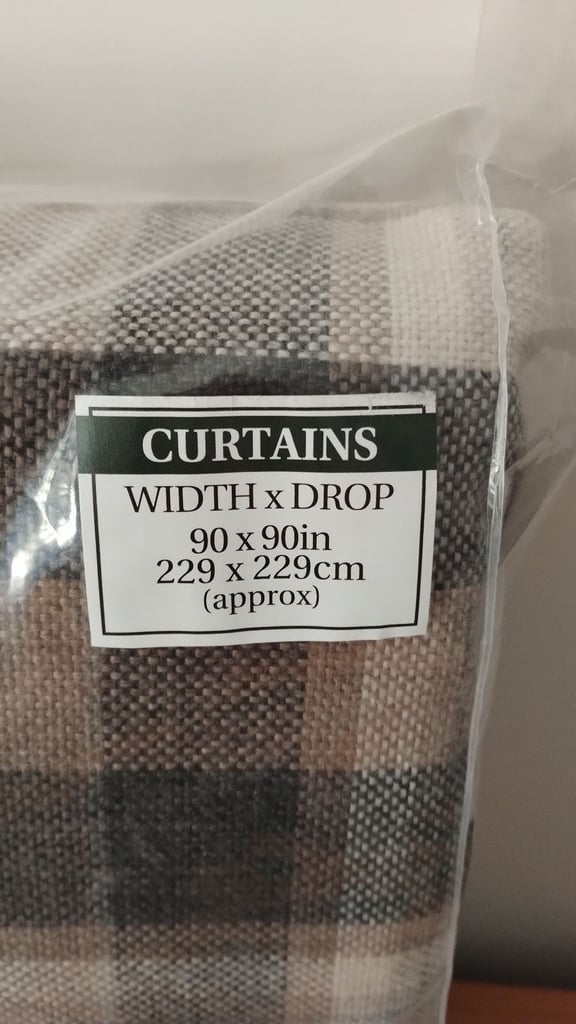 CURTAINS
WIDTH x DROP
90 x 90in
229 x 229cm
(approx)